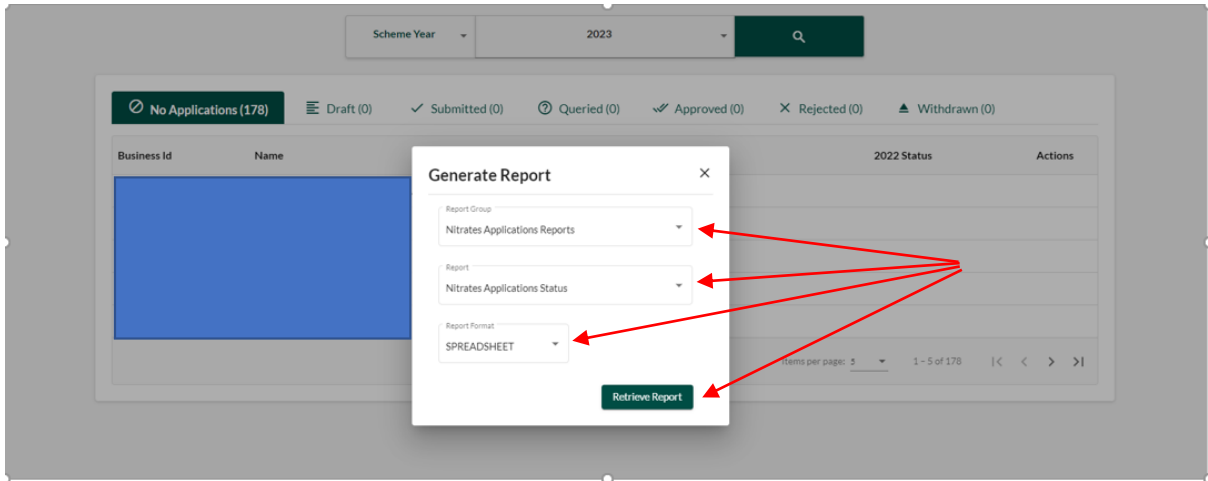 Scheme Year 2023
No Applications (178) Draft (0) Submitted (0) Queried (0) Approved (0) Rejected (0) Withdrawn (0)
Business Id Name 2022 Status Actions
Generate Report
Report Group
Nitrates Applications Reports
Report
Nitrates Applications Status
Report Format
SPREADSHEET
Items per page: 5 1 – 5 of 178
Retrieve Report